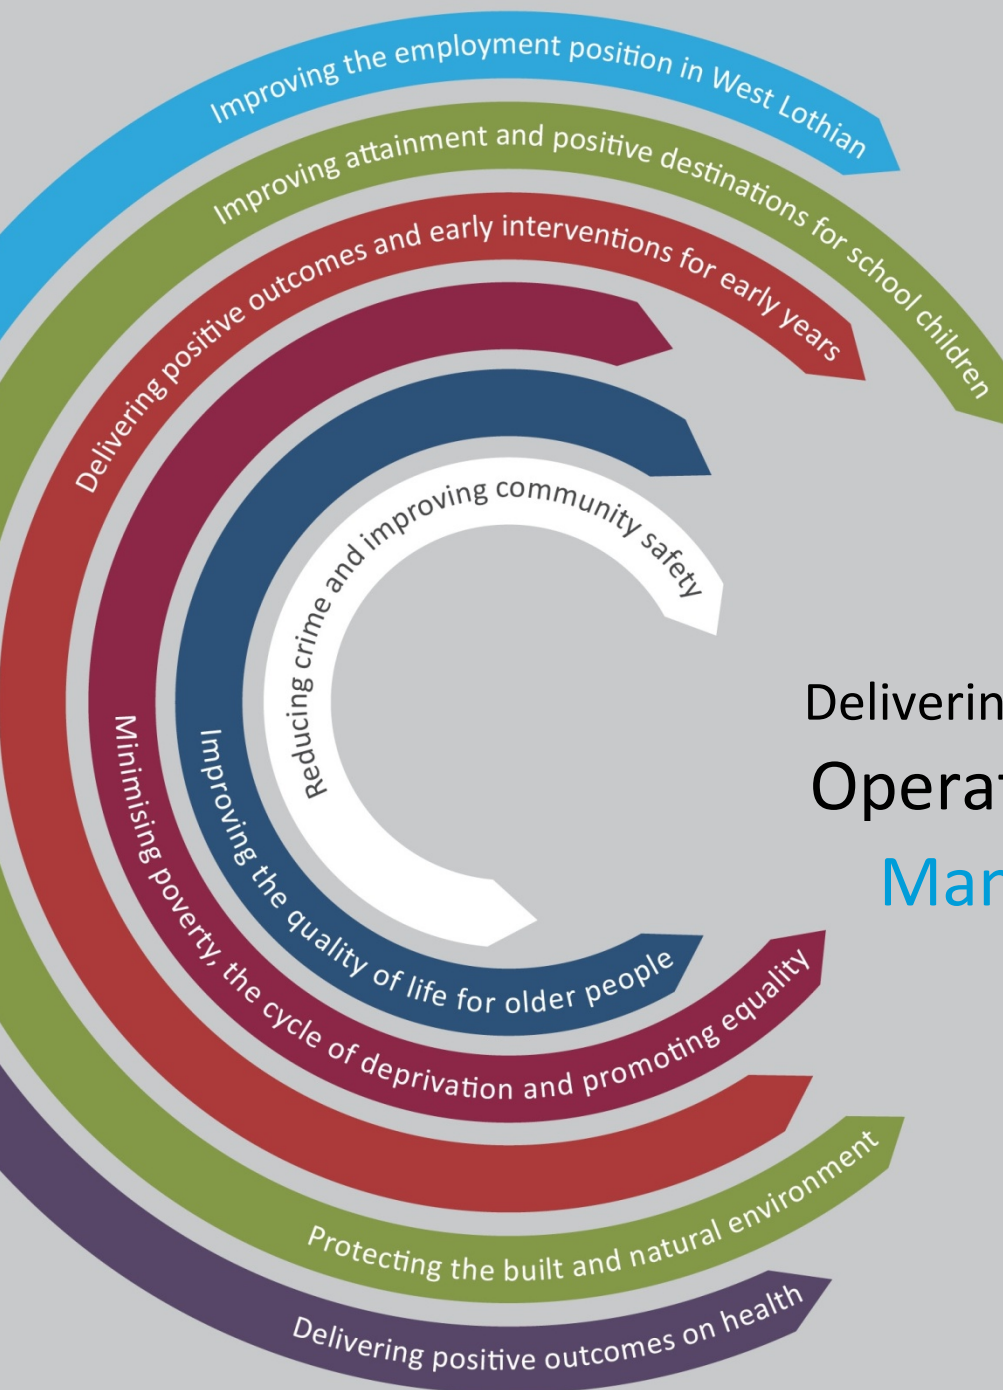 Improving the employment position in West Lothian
Improving attainment and positive destinations for school children
Delivering positive outcomes and early interventions for early years
Reducing crime and improving community safety
Improving the quality of life for older people
Minimising poverty, the cycle of deprivation and promoting equality
Protecting the built and natural environment
Delivering positive outcomes on health
Deliverin
Opera
Man